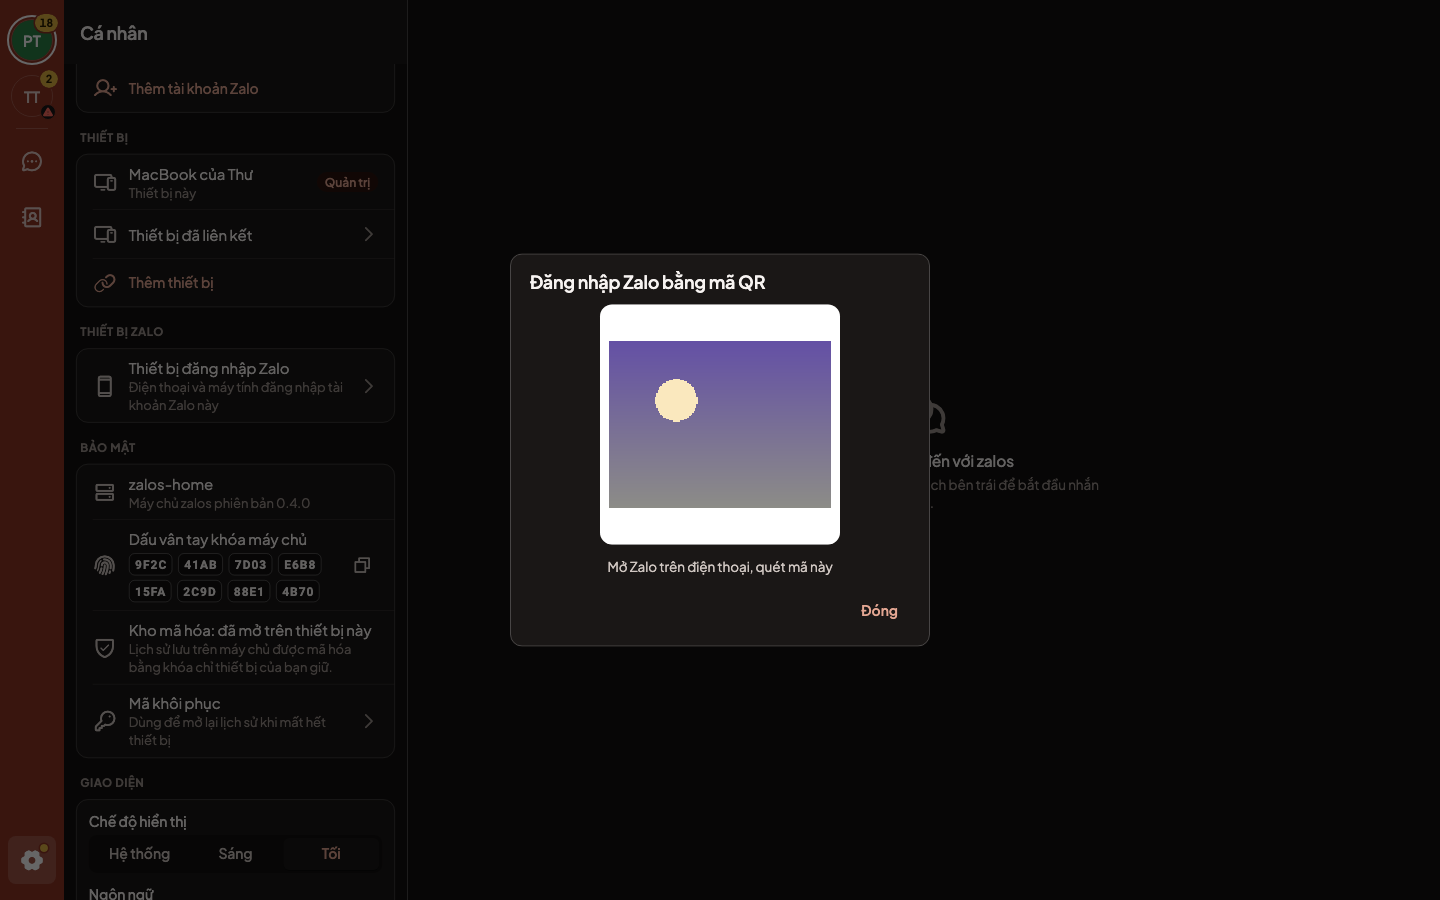 18
PT
2
TT
Cá nhân
Thêm tài khoản Zalo
THIẾT BỊ
MacBook của Thư
Thiết bị này
Quản trị
Thiết bị đã liên kết
Thêm thiết bị
THIẾT BỊ ZALO
Thiết bị đăng nhập Zalo
Điện thoại và máy tính đăng nhập tài
khoản Zalo này
BẢO MẬT
zalos-home
Máy chủ zalos phiên bản 0.4.0
Dấu vân tay khóa máy chủ
9F2C 41AB 7D03 E6B8
15FA 2C9D 88E1 4B70
Kho mã hóa: đã mở trên thiết bị này
Lịch sử lưu trên máy chủ được mã hóa
bằng khóa chỉ thiết bị của bạn giữ.
Mã khôi phục
Dùng để mở lại lịch sử khi mất hết
thiết bị
GIAO DIỆN
Chế độ hiển thị
Hệ thống Sáng Tối
Ngôn ngữ
Đăng nhập Zalo bằng mã QR
Mở Zalo trên điện thoại, quét mã này
Đóng
đến với zalos
ch bên trái để bắt đầu nhắn
.